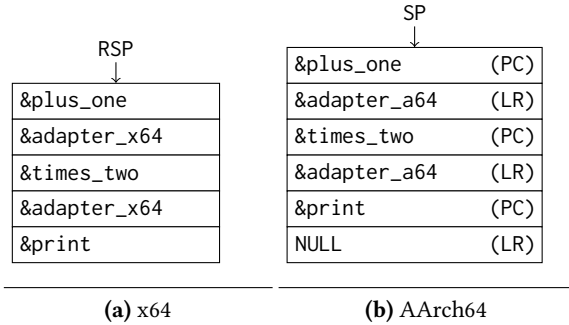 RSP
&plus_one
&adapter_x64
&times_two
&adapter_x64
&print
(a) x64
SP
&plus_one (PC)
&adapter_a64 (LR)
&times_two (PC)
&adapter_a64 (LR)
&print (PC)
NULL (LR)
(b) AArch64